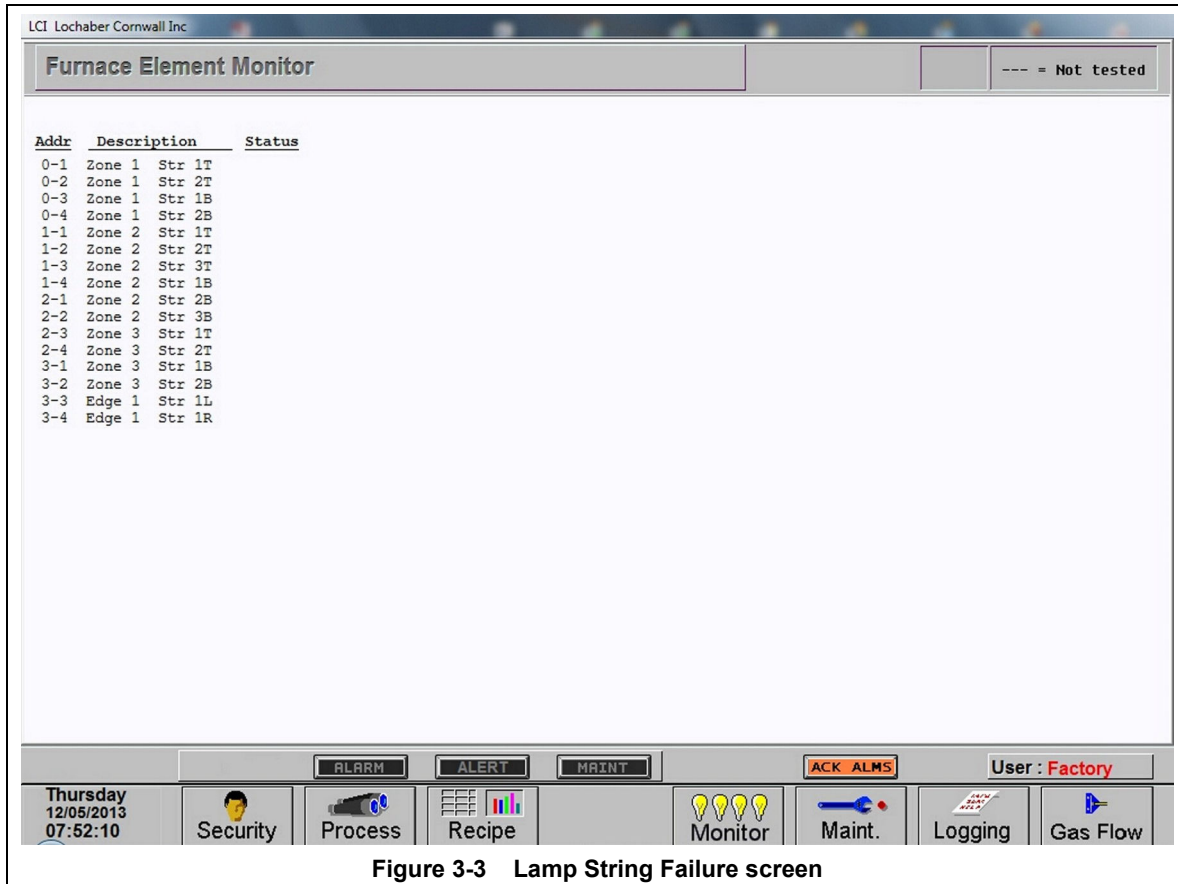 LCI Lochaber Cornwall Inc
Furnace Element Monitor
--- = Not tested
Addr Description Status
0-1 Zone 1 Str 1T
0-2 Zone 1 Str 2T
0-3 Zone 1 Str 1B
0-4 Zone 1 Str 2B
1-1 Zone 2 Str 1T
1-2 Zone 2 Str 2T
1-3 Zone 2 Str 3T
1-4 Zone 2 Str 1B
2-1 Zone 2 Str 2B
2-2 Zone 2 Str 3B
2-3 Zone 3 Str 1T
2-4 Zone 3 Str 2T
3-1 Zone 3 Str 1B
3-2 Zone 3 Str 2B
3-3 Edge 1 Str 1L
3-4 Edge 1 Str 1R
ALARM ALERT MAINT ACK ALMS User : Factory
Thursday
12/05/2013
07:52:10
Security Process Recipe Monitor Maint. Logging Gas Flow
Figure 3-3 Lamp String Failure screen